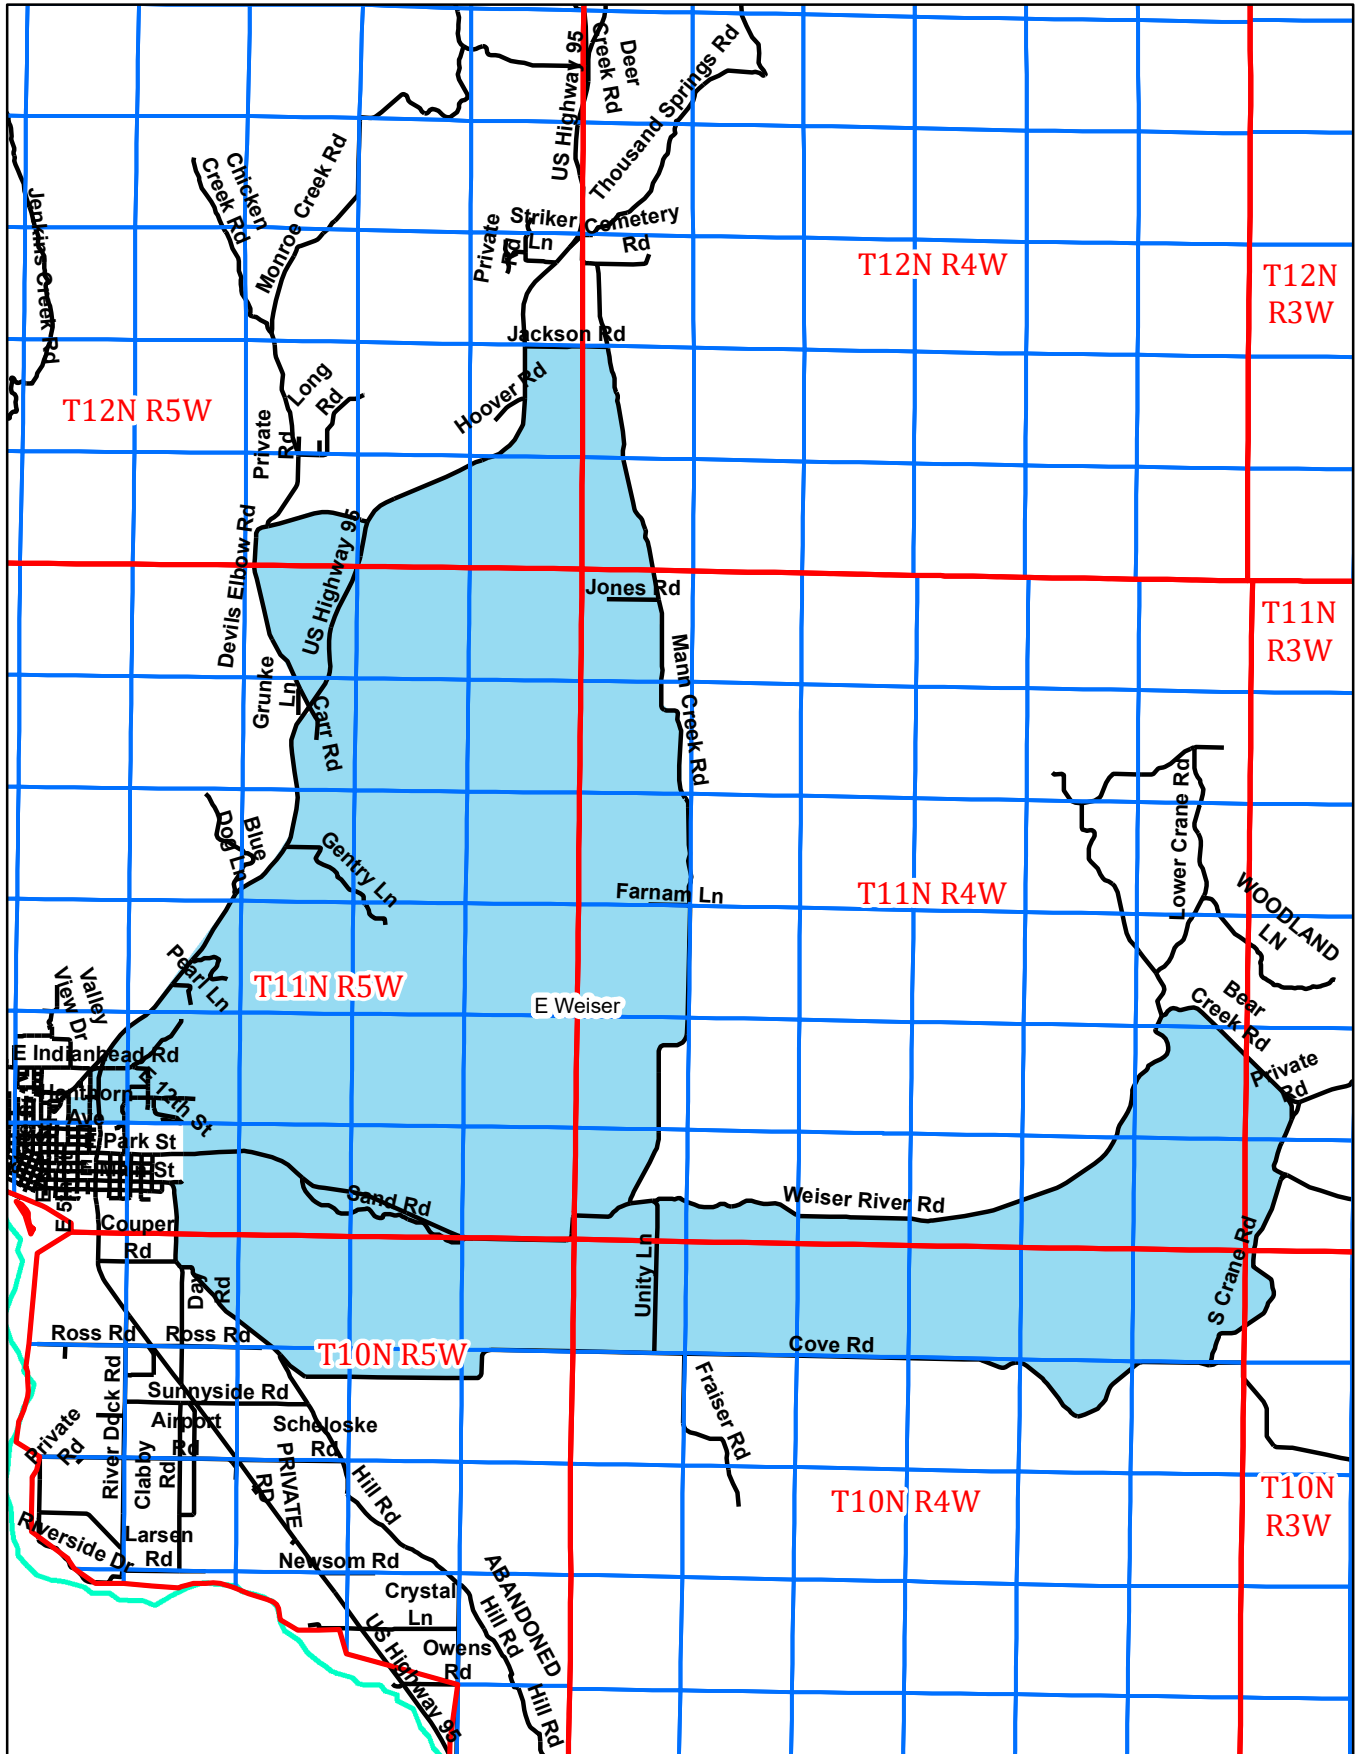 US Highway 95
Deer
Creek Rd
Thousand Springs Rd
Chicken
Creek Rd
Monroe Creek Rd
Jenkins Creek Rd
Striker
Ln
Cemetery
Rd
Private
Rd
T12N R4W
T12N
R3W
Jackson Rd
Long
Rd
Hoover Rd
T12N R5W
Private
Rd
Devils Elbow Rd
US Highway 95
Jones Rd
T11N
R3W
Mann Creek Rd
Grunke
Ln
Carr Rd
Lower Crane Rd
Blue
Dog Ln
Gentry Ln
Farnam Ln
T11N R4W
WOODLAND
LN
Pearl Ln
T11N R5W
Valley
View Dr
E Weiser
Bear
Creek Rd
E Indianhead Rd
Private
Rd
Hanthorn
Ave
E 12th St
E Park St
E Main St
E 5th
Sand Rd
Weiser River Rd
Couper
Rd
Day
Rd
Unity Ln
S Crane Rd
Ross Rd
Ross Rd
T10N R5W
Cove Rd
River Dock Rd
Sunnyside Rd
Fraiser Rd
Private
Rd
Airport
Rd
Scheloske
Rd
Clabby
Rd
PRIVATE
RD
Hill Rd
T10N R4W
T10N
R3W
Riverside Dr
Larsen
Rd
Newsom Rd
ABANDONED
Hill Rd
Crystal
Ln
US Highway 95
Owens
Rd
Hill Rd